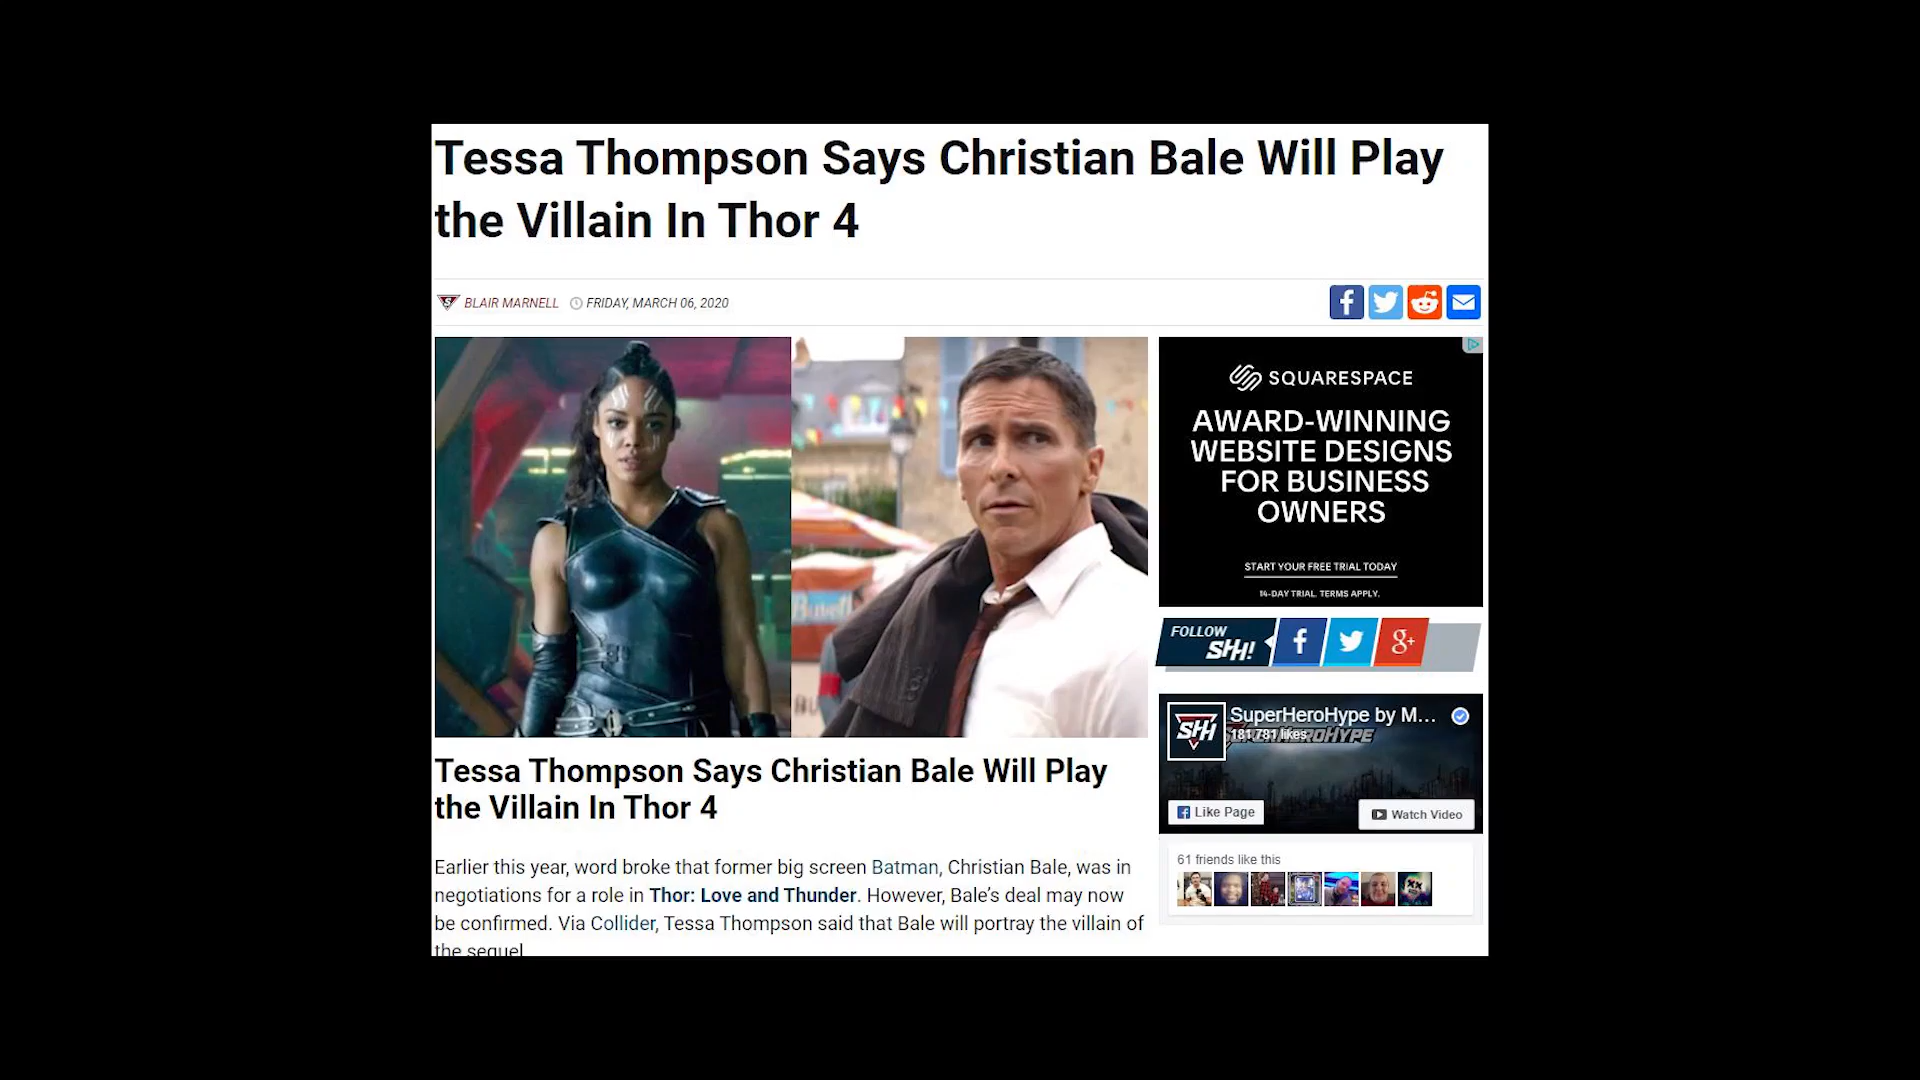 Tessa Thompson Says Christian Bale Will Play
the Villain In Thor 4
BLAIR MARNELL
FRIDAY, MARCH 06, 2020
SQUARESPACE
AWARD-WINNING
WEBSITE DESIGNS
FOR BUSINESS
OWNERS
START YOUR FREE TRIAL TODAY
14-DAY TRIAL. TERMS APPLY.
FOLLOW
SHH!
SHH
SuperHeroHype by M...
181,781 likes
SUPERHEROHYPE
Like Page
Watch Video
61 friends like this
Tessa Thompson Says Christian Bale Will Play
the Villain In Thor 4
Earlier this year, word broke that former big screen Batman, Christian Bale, was in
negotiations for a role in Thor: Love and Thunder. However, Bale’s deal may now
be confirmed. Via Collider, Tessa Thompson said that Bale will portray the villain of
the sequel